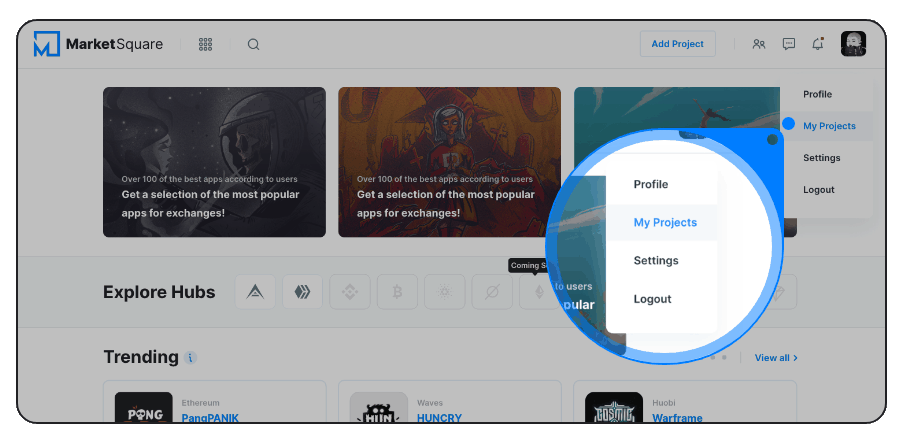 MarketSquare
Add Project
Profile
My Projects
Settings
Logout
Over 100 of the best apps according to users
Get a selection of the most popular
apps for exchanges!
Over 100 of the best apps according to users
Get a selection of the most popular
apps for exchanges!
Profile
My Projects
Settings
Logout
to users
pular
Explore Hubs
Coming S
Trending
View all
Ethereum
PangPANIK
Waves
HUNCRY
Huobi
Warframe
PONG
HUN
COSMIC